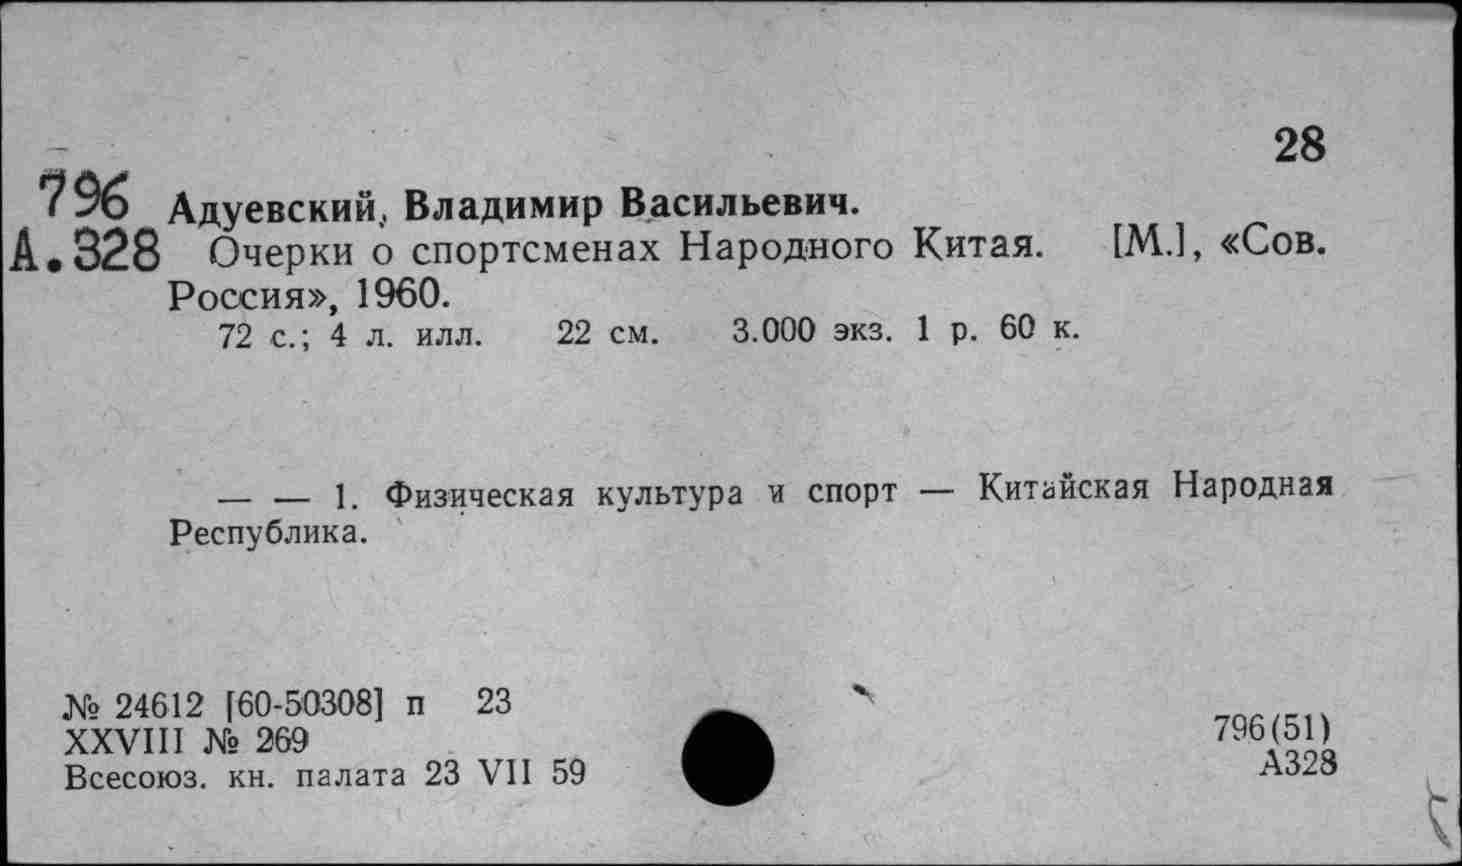 28
796 Адуевский, Владимир Васильевич.
А.328 Очерки о спортсменах Народного Китая. [М.], «Сов.
Россия», 1960.
72 с.; 4 л. илл. 22 см. 3.000 экз. 1 р. 60 к.
— — 1. Физическая культура и спорт — Китайская Народная
Республика.
№ 24612 [60-50308] п 23
XXVIII № 269
Всесоюз. кн. палата 23 VII 59
796(51)
А328